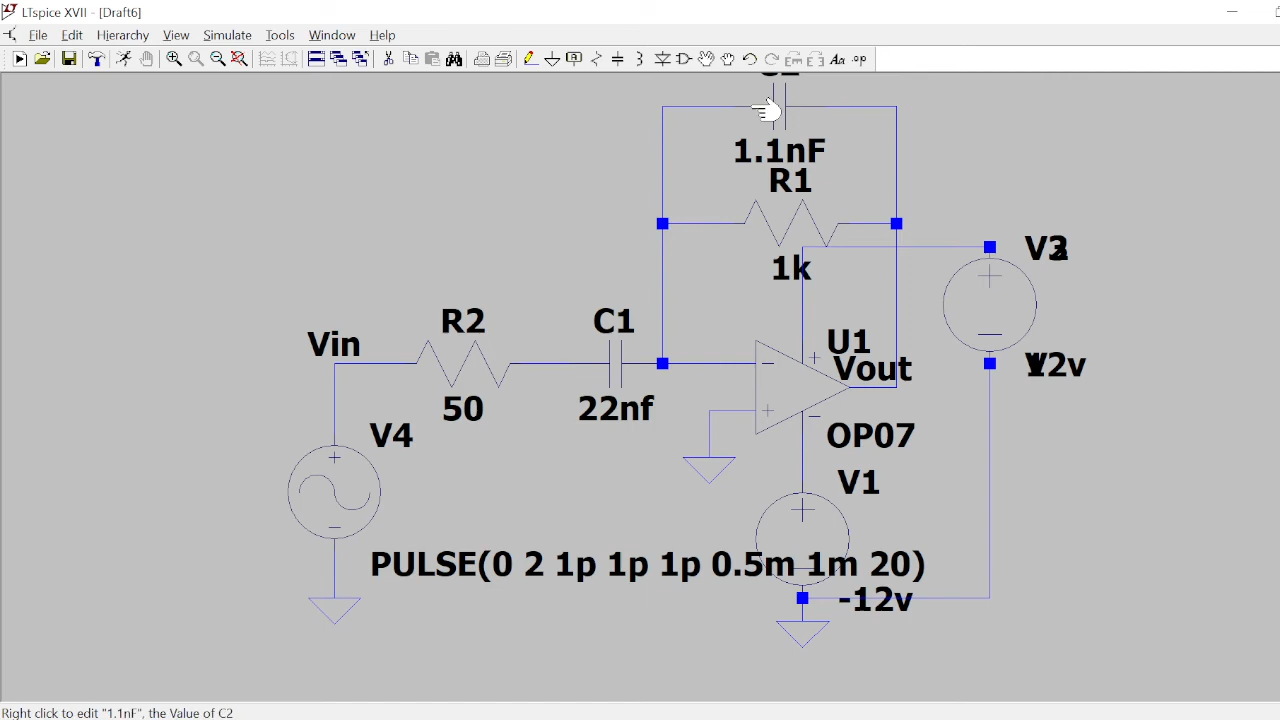 LTspice XVII - [Draft6]
File Edit Hierarchy View Simulate Tools Window Help
C2
1.1nF
R1
1k
R2
50
C1
22nf
Vin
V4
U1
Vout
OP07
V1
-12v
PULSE(0 2 1p 1p 1p 0.5m 1m 20)
Right click to edit "1.1nF", the Value of C2